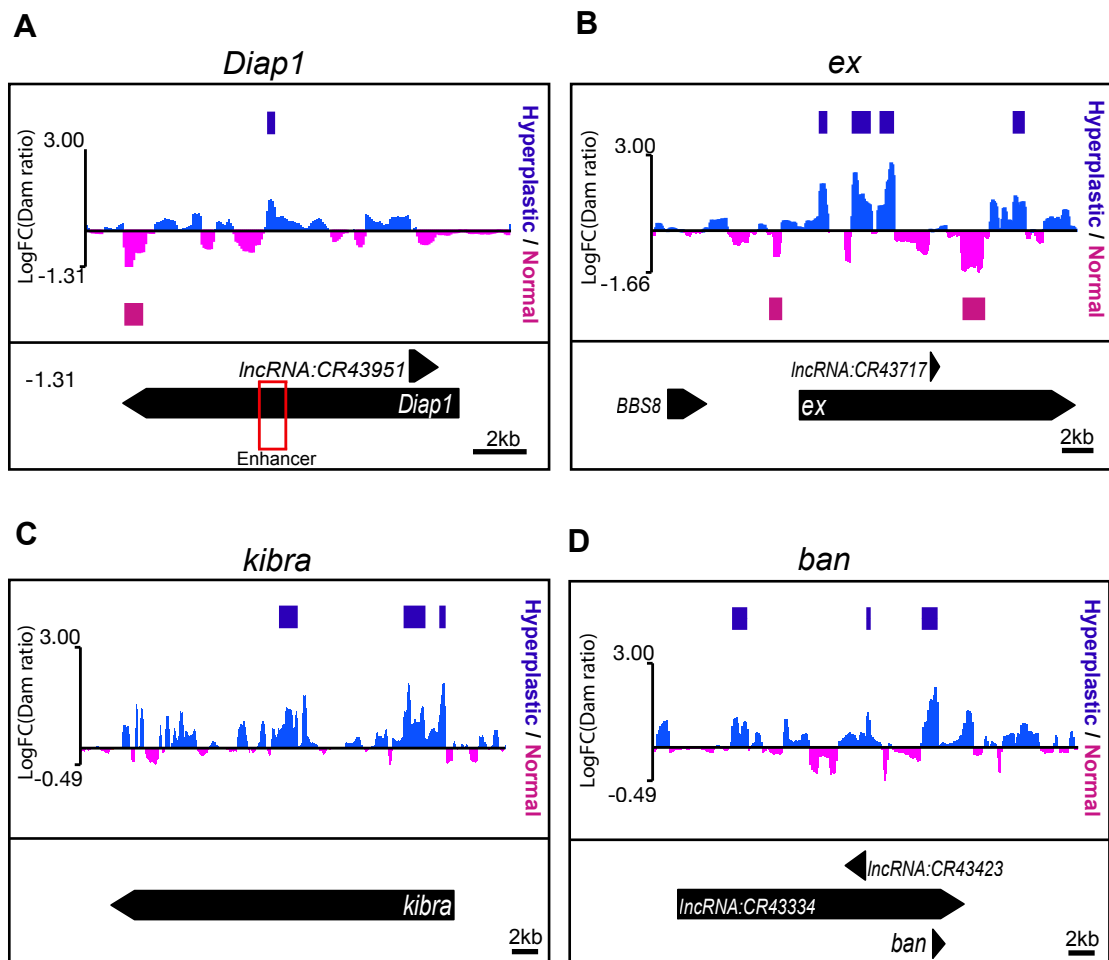 A
Diap1
3.00
LogFC(Dam ratio)
-1.31
Hyperplastic / Normal
-1.31
lncRNA:CR43951
Diap1
Enhancer
2kb
B
ex
3.00
LogFC(Dam ratio)
-1.66
Hyperplastic / Normal
lncRNA:CR43717
BBS8
ex
2kb
C
kibra
3.00
LogFC(Dam ratio)
-0.49
Hyperplastic / Normal
kibra
2kb
D
ban
3.00
LogFC(Dam ratio)
-0.49
Hyperplastic / Normal
lncRNA:CR43423
lncRNA:CR43334
ban
2kb